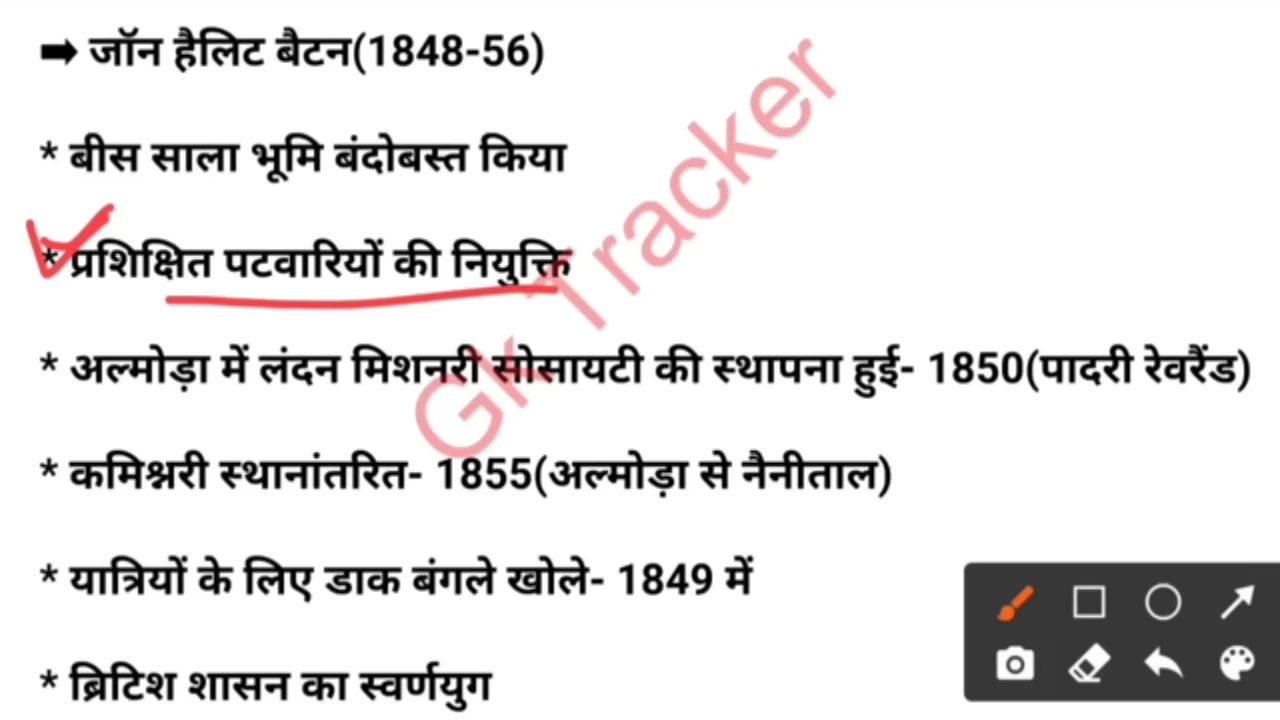 ➡ जॉन हैलिट बैटन(1848-56)
* बीस साला भूमि बंदोबस्त किया
* प्रशिक्षित पटवारियों की नियुक्ति
* अल्मोड़ा में लंदन मिशनरी सोसायटी की स्थापना हुई- 1850(पादरी रेवरैंड)
* कमिश्नरी स्थानांतरित- 1855(अल्मोड़ा से नैनीताल)
* यात्रियों के लिए डाक बंगले खोले- 1849 में
* ब्रिटिश शासन का स्वर्णयुग
Gk Tracker